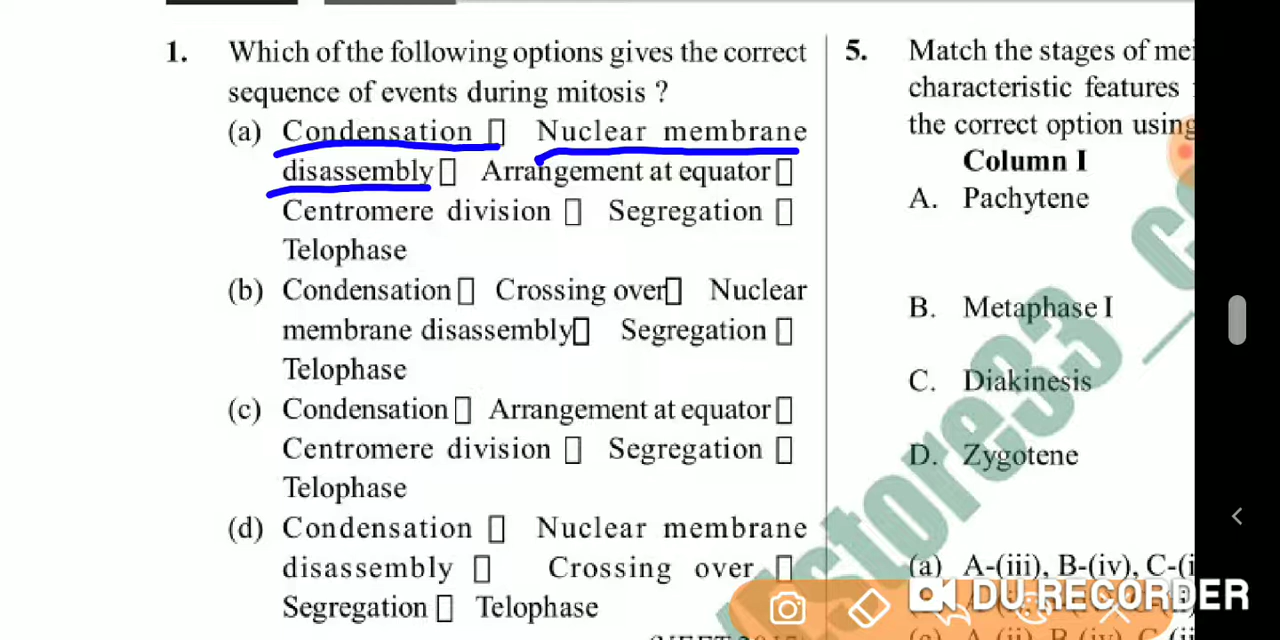 1. Which of the following options gives the correct
sequence of events during mitosis ?
(a) Condensation Nuclear membrane
disassembly Arrangement at equator
Centromere division Segregation
Telophase
(b) Condensation Crossing over Nuclear
membrane disassembly Segregation
Telophase
(c) Condensation Arrangement at equator
Centromere division Segregation
Telophase
(d) Condensation Nuclear membrane
disassembly Crossing over
Segregation Telophase
5. Match the stages of mei
characteristic features
the correct option using
Column I
A. Pachytene
B. Metaphase I
C. Diakinesis
D. Zygotene
(a) A-(iii), B-(iv), C-(i
DU RECORDER